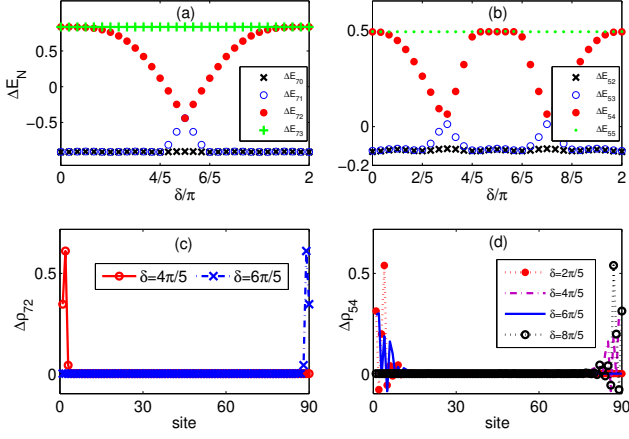 (a)
ΔE_N
0.5
0
−0.5
ΔE_70
ΔE_71
ΔE_72
ΔE_73
0 4/5 6/5 2
δ/π
(b)
0.5
0
−0.2
ΔE_52
ΔE_53
ΔE_54
ΔE_55
0 2/5 4/5 6/5 8/5 2
δ/π
(c)
Δρ_72
0.5
0
δ=4π/5
δ=6π/5
0 30 60 90
site
(d)
Δρ_54
0.5
0
δ=2π/5
δ=4π/5
δ=6π/5
δ=8π/5
0 30 60 90
site